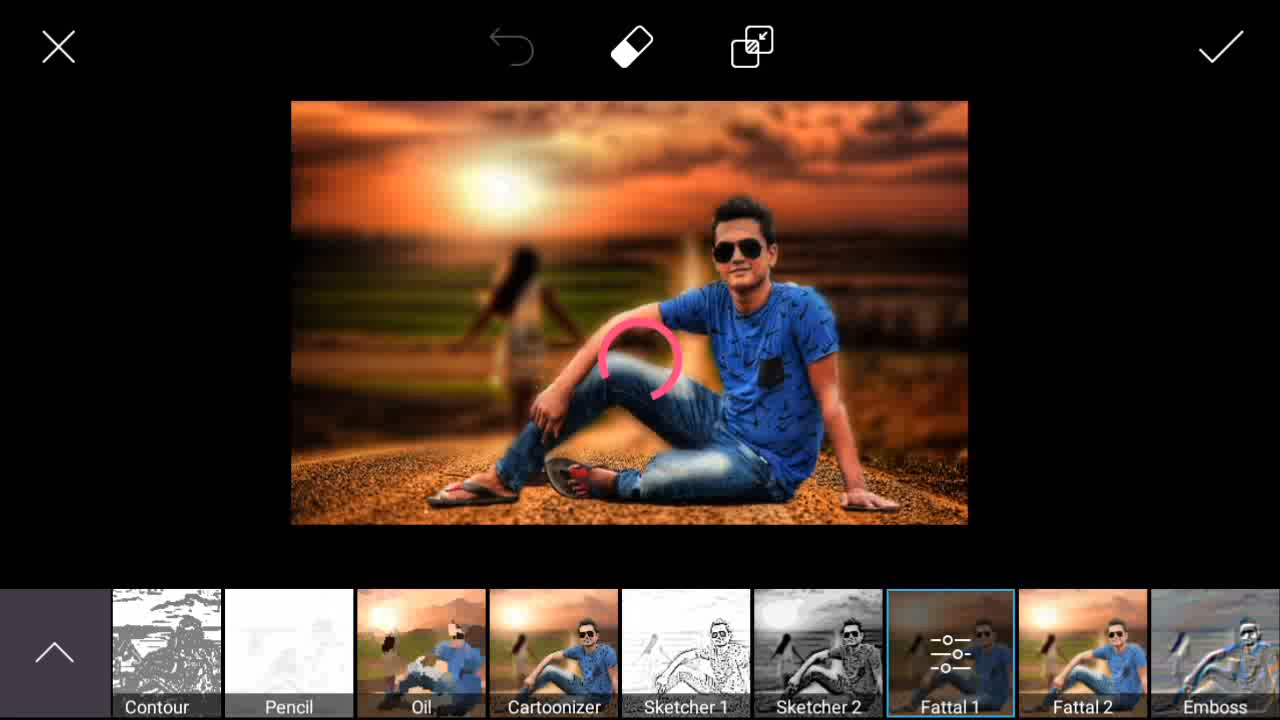 Contour
Pencil
Oil
Cartoonizer
Sketcher 1
Sketcher 2
Fattal 1
Fattal 2
Emboss